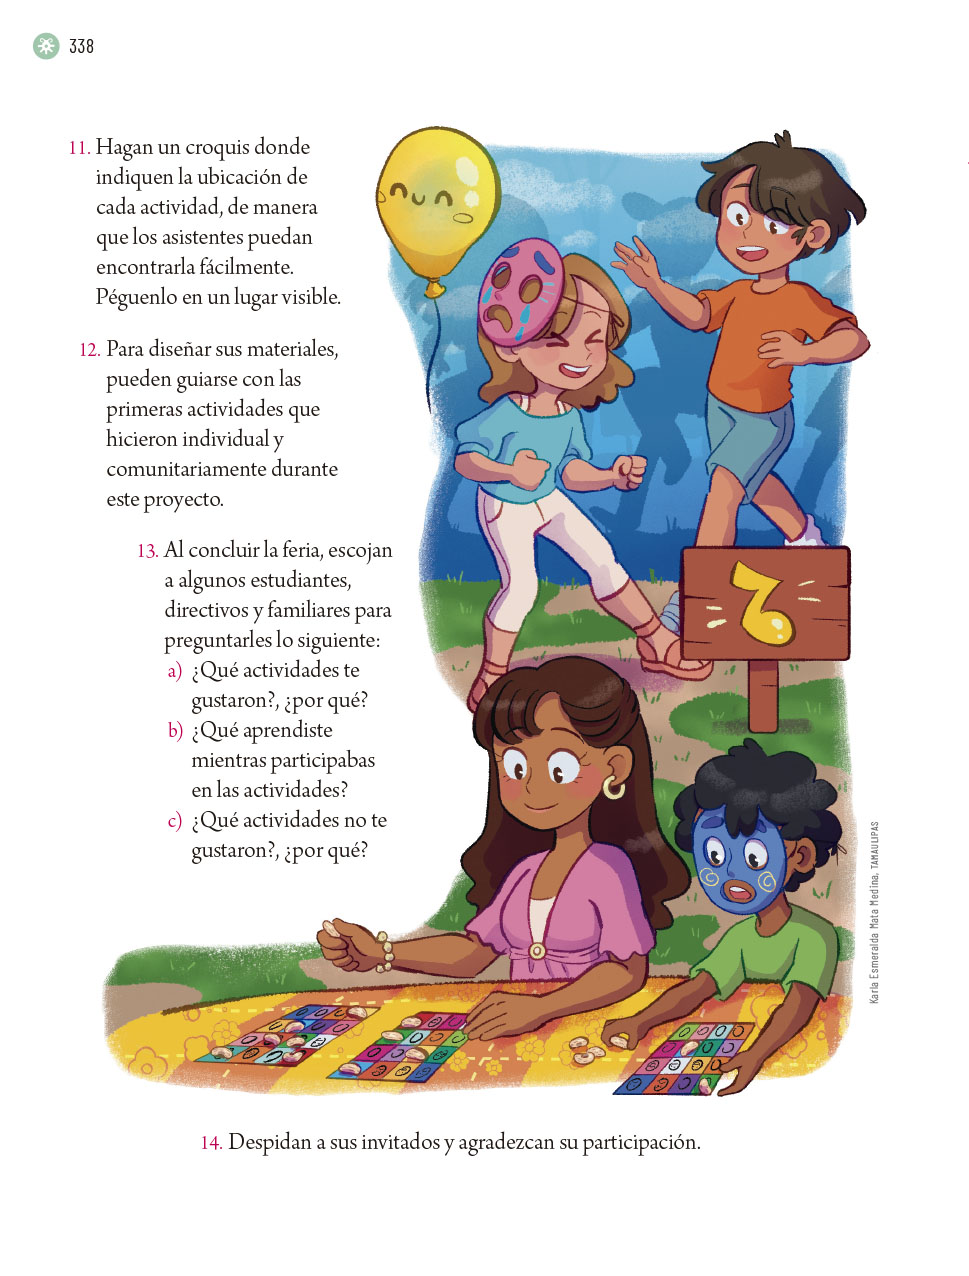 338
11. Hagan un croquis donde
indiquen la ubicación de
cada actividad, de manera
que los asistentes puedan
encontrarla fácilmente.
Péguenlo en un lugar visible.
12. Para diseñar sus materiales,
pueden guiarse con las
primeras actividades que
hicieron individual y
comunitariamente durante
este proyecto.
13. Al concluir la feria, escojan
a algunos estudiantes,
directivos y familiares para
preguntarles lo siguiente:
a) ¿Qué actividades te
gustaron?, ¿por qué?
b) ¿Qué aprendiste
mientras participabas
en las actividades?
c) ¿Qué actividades no te
gustaron?, ¿por qué?
Karla Esmeralda Mata Medina, TAMAULIPAS
14. Despidan a sus invitados y agradezcan su participación.